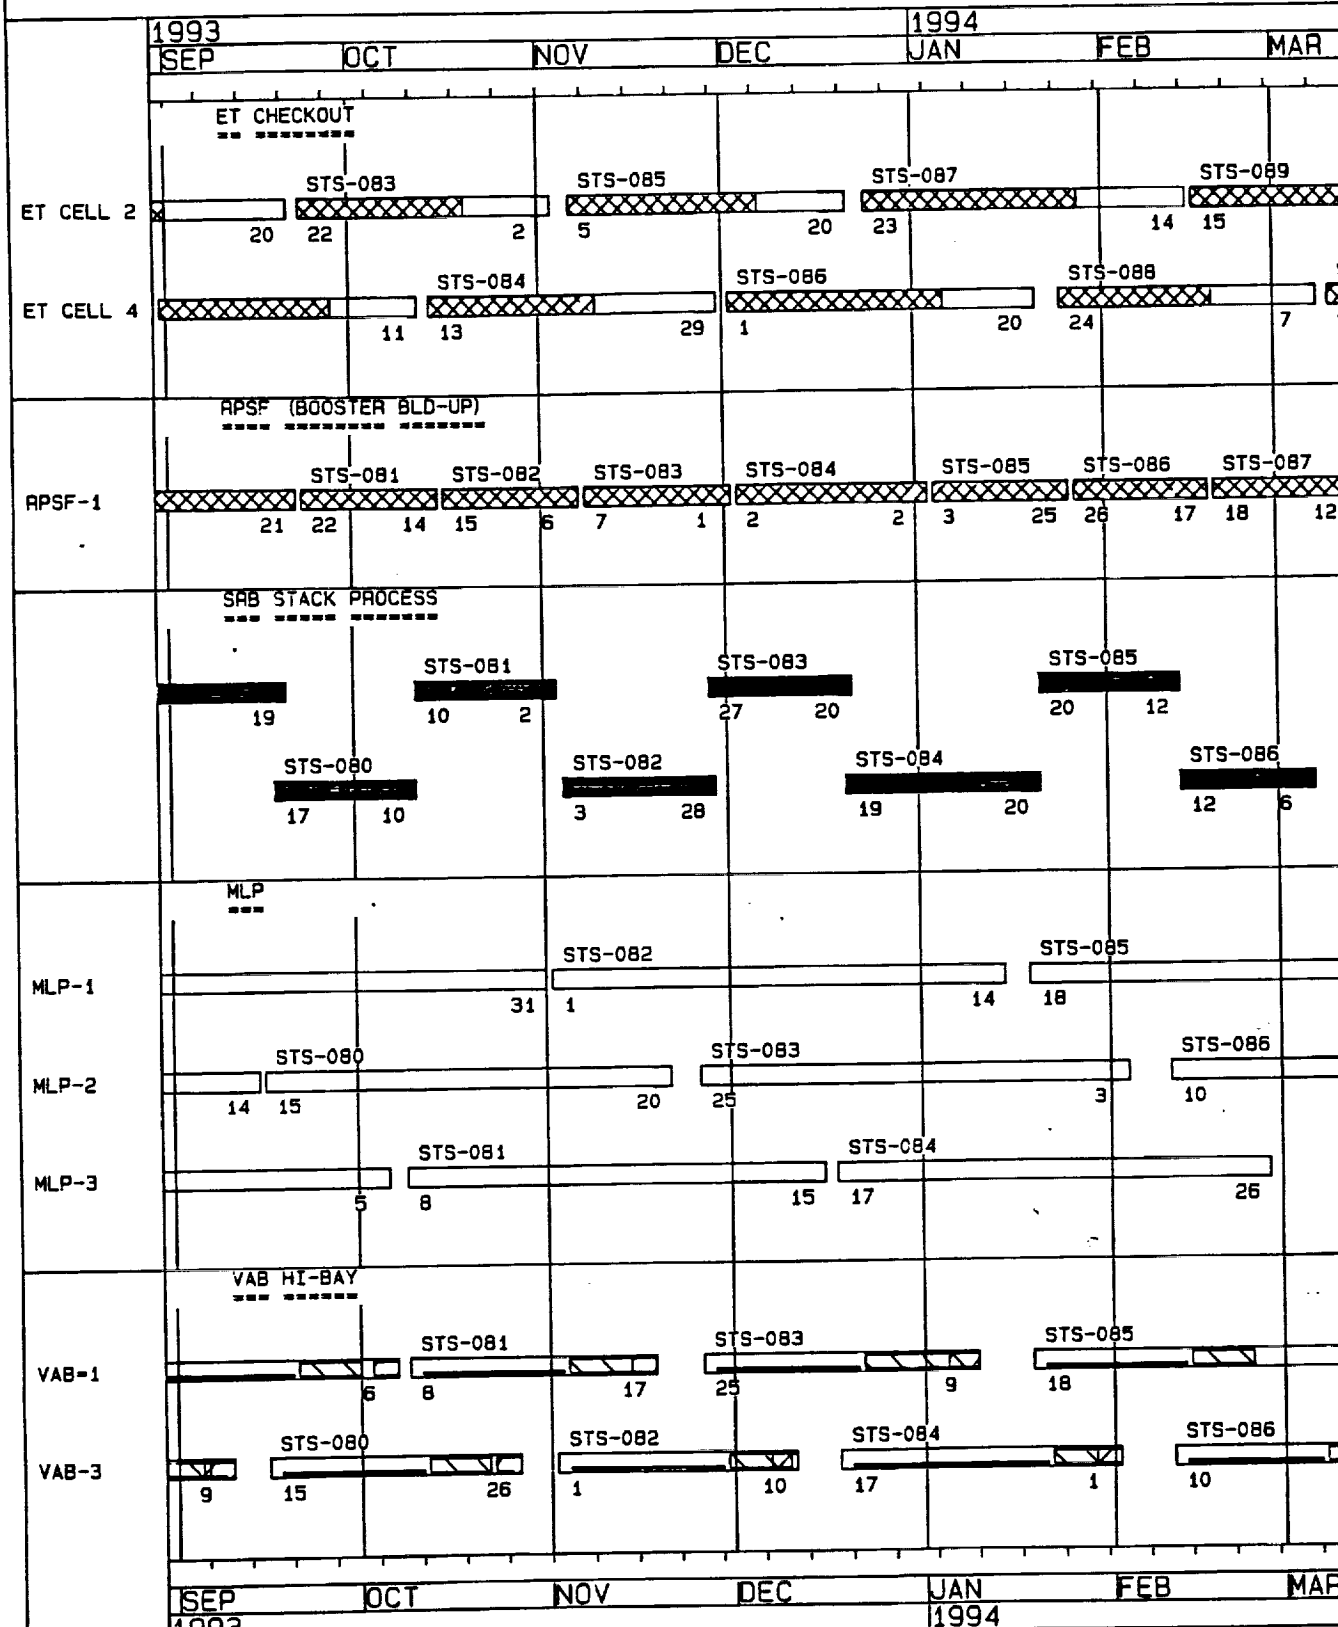 1993 1994
SEP OCT NOV DEC JAN FEB MAR
ET CHECKOUT
STS-083 STS-085 STS-087 STS-089
ET CELL 2
20 22 2 5 20 23 14 15
STS-084 STS-086 STS-088
ET CELL 4
11 13 29 1 20 24 7
RPSF (BOOSTER BLD-UP)
STS-081 STS-082 STS-083 STS-084 STS-085 STS-086 STS-087
RPSF-1
21 22 14 15 6 7 1 2 2 3 25 26 17 18 12
SRB STACK PROCESS
STS-081 STS-083 STS-085
19 10 2 27 20 20 12
STS-080 STS-082 STS-084 STS-086
17 10 3 28 19 20 12 6
MLP
STS-082 STS-085
MLP-1
31 1 14 18
STS-080 STS-083 STS-086
MLP-2
14 15 20 25 3 10
STS-081 STS-084
MLP-3
5 8 15 17 26
VAB HI-BAY
STS-081 STS-083 STS-085
VAB-1
6 8 17 25 9 18
STS-080 STS-082 STS-084 STS-086
VAB-3
9 15 26 1 10 17 1 10
SEP OCT NOV DEC JAN FEB MAR
1993 1994